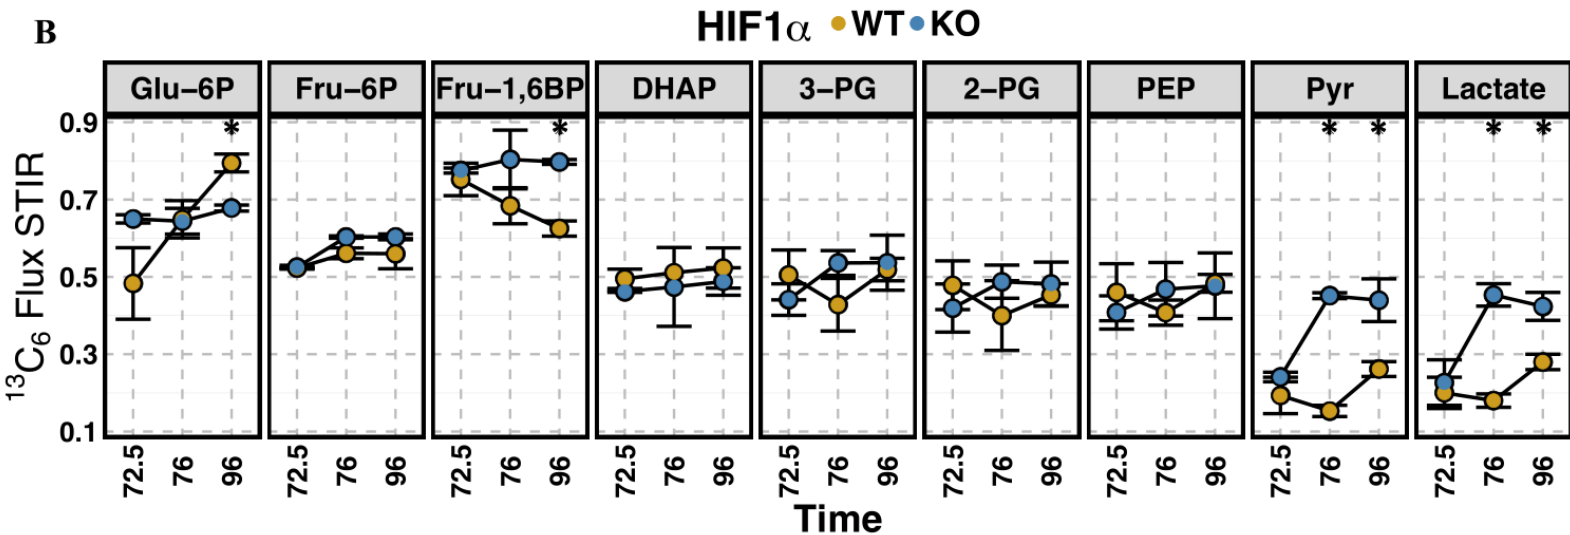 B
HIF1α WT KO
Glu−6P Fru−6P Fru−1,6BP DHAP 3−PG 2−PG PEP Pyr Lactate
* * * * * *
0.9
0.7
0.5
0.3
0.1
¹³C₆ Flux STIR
72.5 76 96 72.5 76 96 72.5 76 96 72.5 76 96 72.5 76 96 72.5 76 96 72.5 76 96 72.5 76 96 72.5 76 96
Time